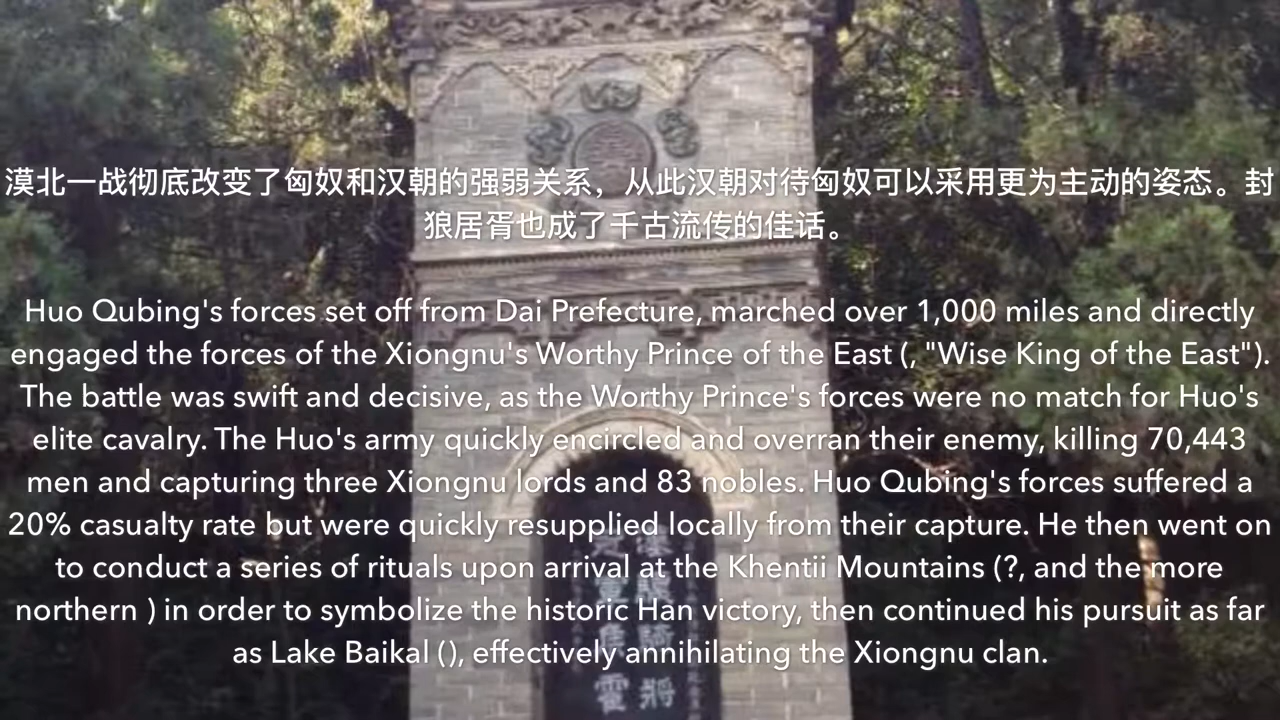 漠北一战彻底改变了匈奴和汉朝的强弱关系，从此汉朝对待匈奴可以采用更为主动的姿态。封
狼居胥也成了千古流传的佳话。
Huo Qubing's forces set off from Dai Prefecture, marched over 1,000 miles and directly
engaged the forces of the Xiongnu's Worthy Prince of the East (, "Wise King of the East").
The battle was swift and decisive, as the Worthy Prince's forces were no match for Huo's
elite cavalry. The Huo's army quickly encircled and overran their enemy, killing 70,443
men and capturing three Xiongnu lords and 83 nobles. Huo Qubing's forces suffered a
20% casualty rate but were quickly resupplied locally from their capture. He then went on
to conduct a series of rituals upon arrival at the Khentii Mountains (?, and the more
northern ) in order to symbolize the historic Han victory, then continued his pursuit as far
as Lake Baikal (), effectively annihilating the Xiongnu clan.